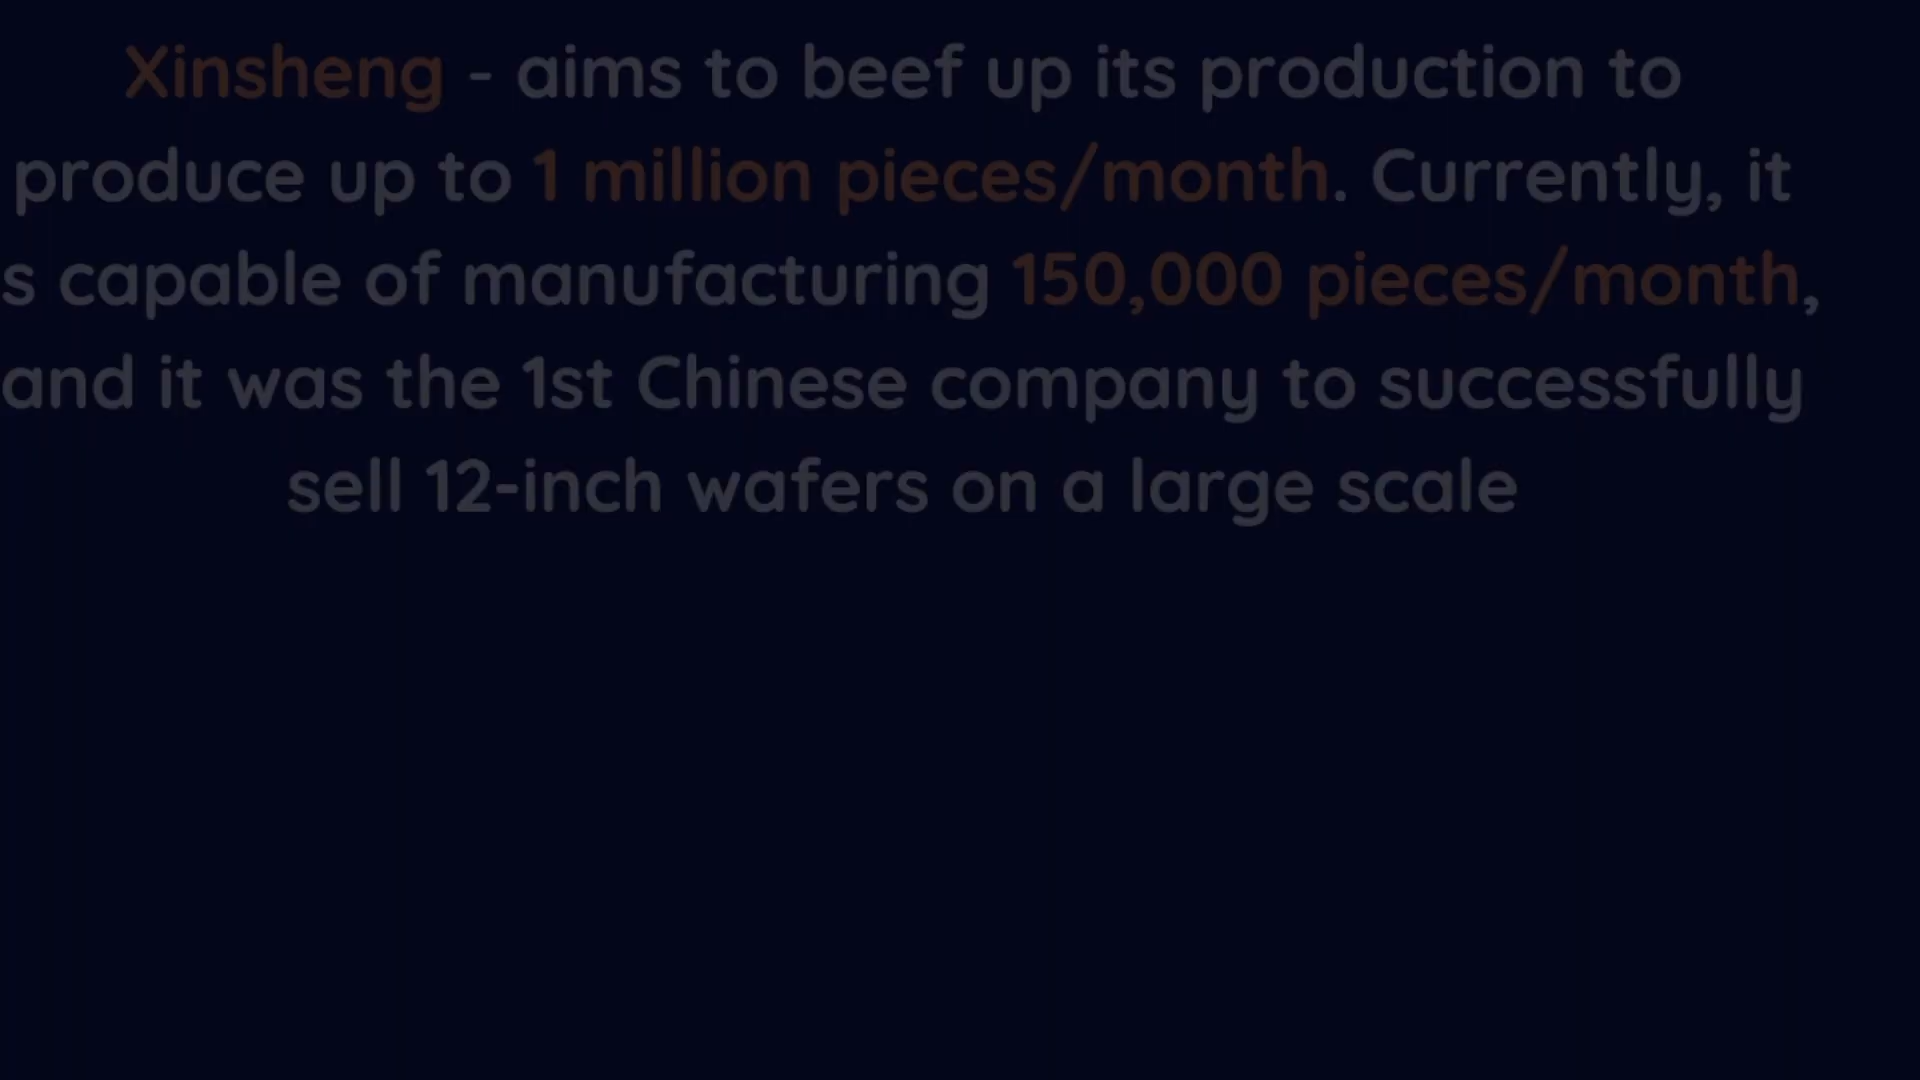 Xinsheng - aims to beef up its production to
produce up to 1 million pieces/month. Currently, it
s capable of manufacturing 150,000 pieces/month,
and it was the 1st Chinese company to successfully
sell 12-inch wafers on a large scale